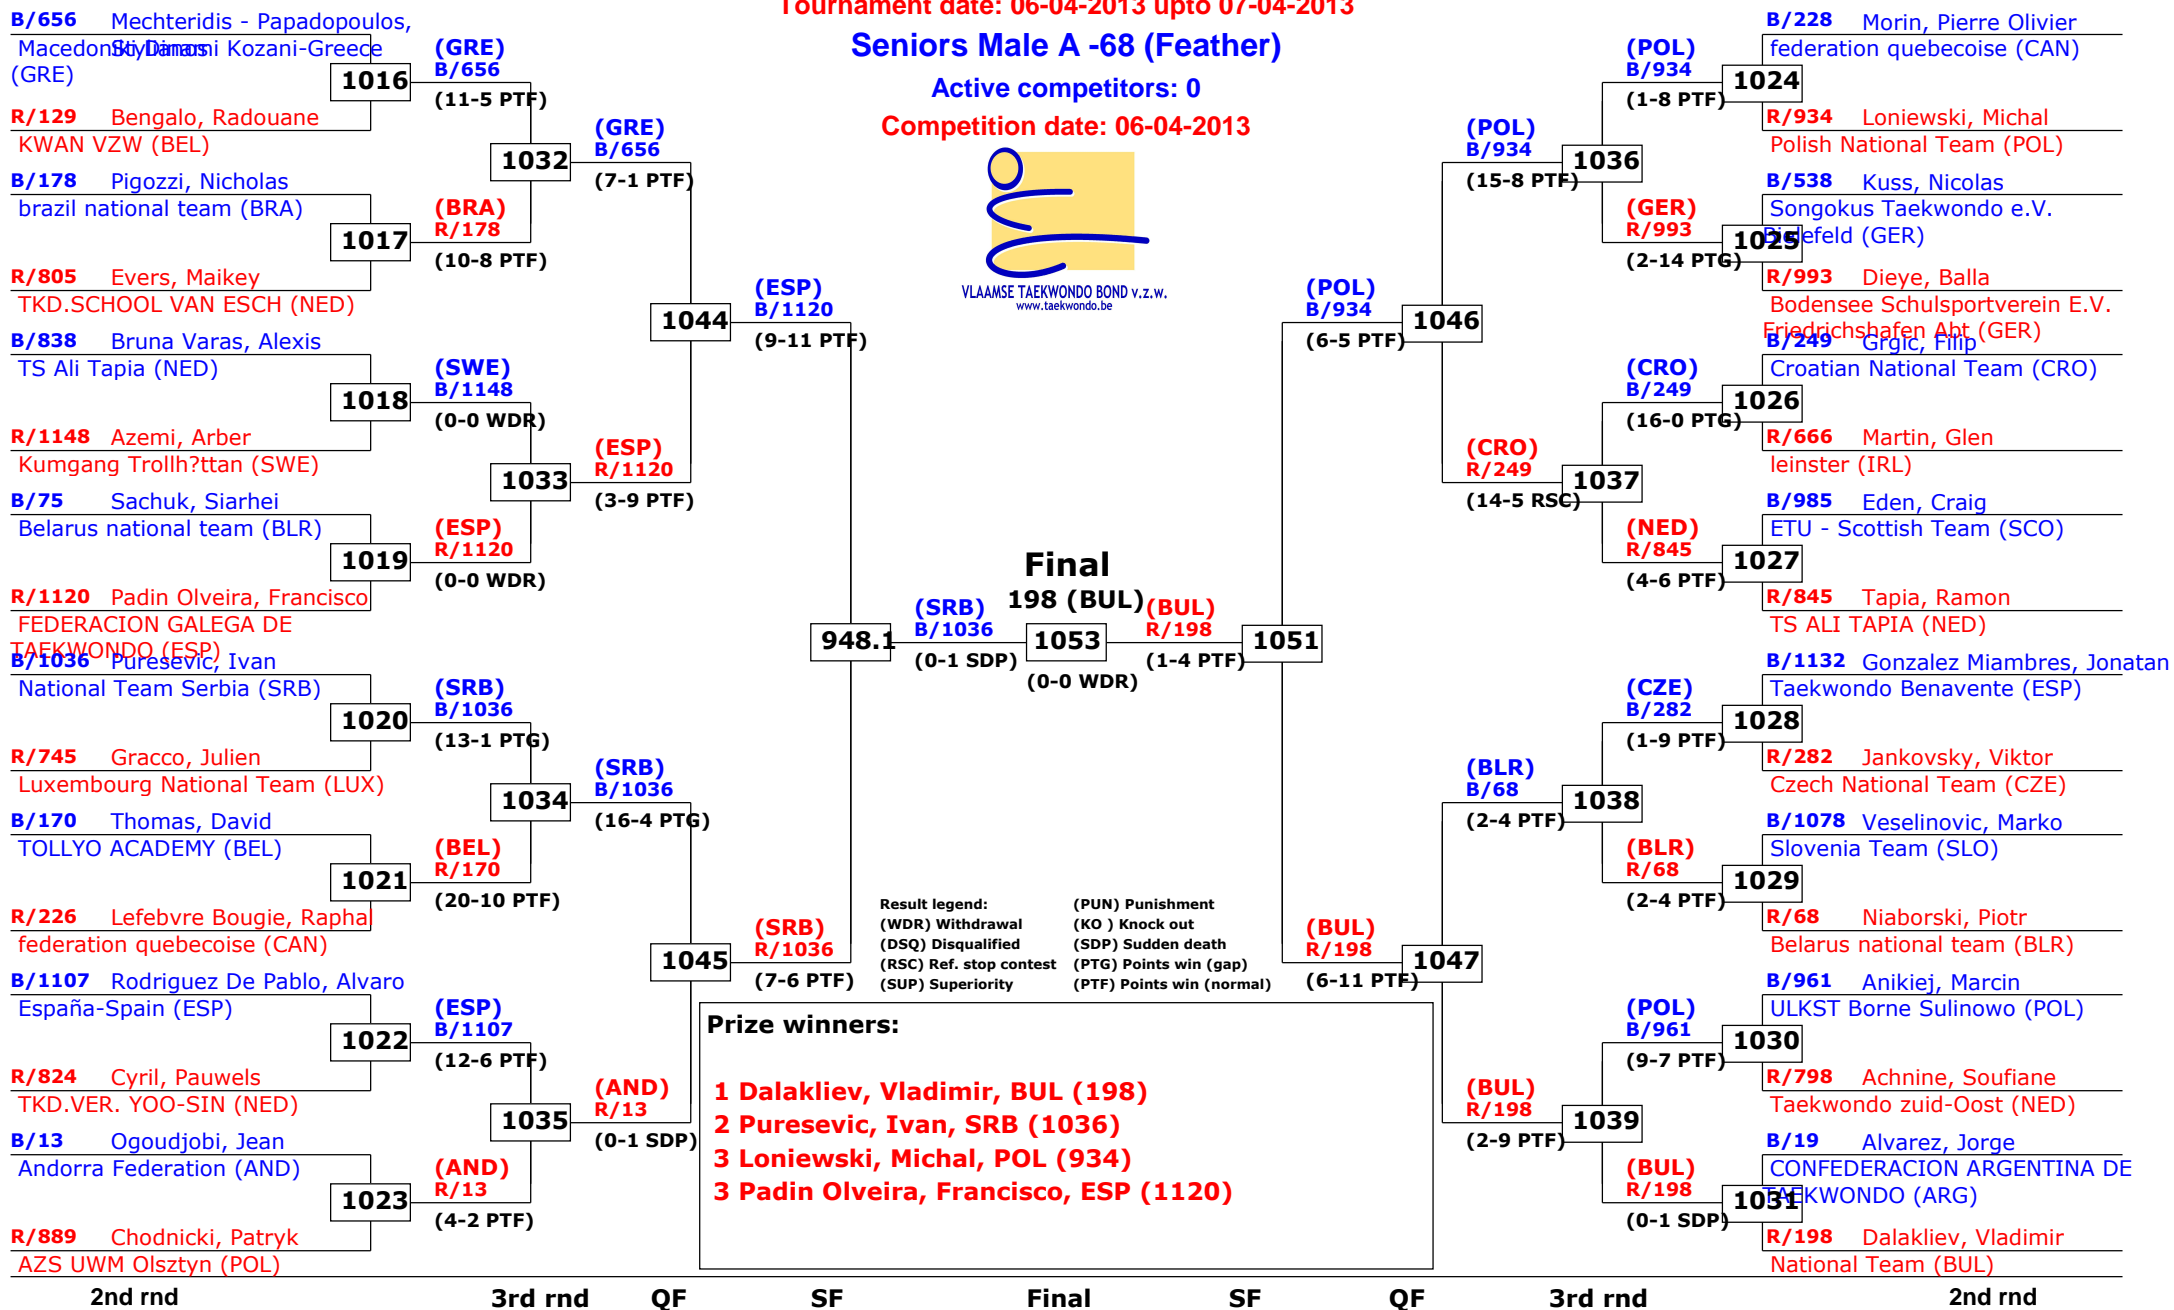 Tournament date: 06-04-2013 upto 07-04-2013
Seniors Male A -68 (Feather)
Active competitors: 0
Competition date: 06-04-2013
VLAAMSE TAEKWONDO BOND v.z.w.
www.taekwondo.be
B/656 Mechteridis - Papadopoulos,
Stylianos
Macedoniki Dinami Kozani-Greece
(GRE)
1016
R/129 Bengalo, Radouane
KWAN VZW (BEL)
B/178 Pigozzi, Nicholas
brazil national team (BRA)
1017
R/805 Evers, Maikey
TKD.SCHOOL VAN ESCH (NED)
B/838 Bruna Varas, Alexis
TS Ali Tapia (NED)
1018
R/1148 Azemi, Arber
Kumgang Trollh?ttan (SWE)
B/75 Sachuk, Siarhei
Belarus national team (BLR)
1019
R/1120 Padin Olveira, Francisco
FEDERACION GALEGA DE
TAEKWONDO (ESP)
B/1036 Puresevic, Ivan
National Team Serbia (SRB)
1020
R/745 Gracco, Julien
Luxembourg National Team (LUX)
B/170 Thomas, David
TOLLYO ACADEMY (BEL)
1021
R/226 Lefebvre Bougie, Raphal
federation quebecoise (CAN)
B/1107 Rodriguez De Pablo, Alvaro
España-Spain (ESP)
1022
R/824 Cyril, Pauwels
TKD.VER. YOO-SIN (NED)
B/13 Ogoudjobi, Jean
Andorra Federation (AND)
1023
R/889 Chodnicki, Patryk
AZS UWM Olsztyn (POL)
(GRE)
B/656
(11-5 PTF)
1032
(BRA)
R/178
(10-8 PTF)
(SWE)
B/1148
(0-0 WDR)
1033
(ESP)
R/1120
(0-0 WDR)
(SRB)
B/1036
(13-1 PTG)
1034
(BEL)
R/170
(20-10 PTF)
(ESP)
B/1107
(12-6 PTF)
1035
(AND)
R/13
(4-2 PTF)
(GRE)
B/656
(7-1 PTF)
1044
(ESP)
R/1120
(3-9 PTF)
(SRB)
B/1036
(16-4 PTG)
1045
(AND)
R/13
(0-1 SDP)
(ESP)
B/1120
(9-11 PTF)
948.1
(SRB)
R/1036
(7-6 PTF)
(SRB)
B/1036
(0-1 SDP)
Final
198 (BUL)
1053
(0-0 WDR)
(BUL)
R/198
(1-4 PTF)
1051
(POL)
B/934
(6-5 PTF)
1046
(BUL)
R/198
(6-11 PTF)
1047
(POL)
B/934
(15-8 PTF)
1036
(CRO)
R/249
(14-5 RSC)
1037
(BLR)
B/68
(2-4 PTF)
1038
(BUL)
R/198
(2-9 PTF)
1039
(POL)
B/934
(1-8 PTF)
(GER)
R/993
(2-14 PTG)
(CRO)
B/249
(16-0 PTG)
(NED)
R/845
(4-6 PTF)
(CZE)
B/282
(1-9 PTF)
(BLR)
R/68
(2-4 PTF)
(POL)
B/961
(9-7 PTF)
(BUL)
R/198
(0-1 SDP)
B/228 Morin, Pierre Olivier
federation quebecoise (CAN)
1024
R/934 Loniewski, Michal
Polish National Team (POL)
B/538 Kuss, Nicolas
Songokus Taekwondo e.V.
Bielefeld (GER)
1025
R/993 Dieye, Balla
Bodensee Schulsportverein E.V.
Friedrichshafen Abt (GER)
B/249 Grgic, Filip
Croatian National Team (CRO)
1026
R/666 Martin, Glen
leinster (IRL)
B/985 Eden, Craig
ETU - Scottish Team (SCO)
1027
R/845 Tapia, Ramon
TS ALI TAPIA (NED)
B/1132 Gonzalez Miambres, Jonatan
Taekwondo Benavente (ESP)
1028
R/282 Jankovsky, Viktor
Czech National Team (CZE)
B/1078 Veselinovic, Marko
Slovenia Team (SLO)
1029
R/68 Niaborski, Piotr
Belarus national team (BLR)
B/961 Anikiej, Marcin
ULKST Borne Sulinowo (POL)
1030
R/798 Achnine, Soufiane
Taekwondo zuid-Oost (NED)
B/19 Alvarez, Jorge
CONFEDERACION ARGENTINA DE
TAEKWONDO (ARG)
1031
R/198 Dalakliev, Vladimir
National Team (BUL)
Result legend: (PUN) Punishment
(WDR) Withdrawal (KO ) Knock out
(DSQ) Disqualified (SDP) Sudden death
(RSC) Ref. stop contest (PTG) Points win (gap)
(SUP) Superiority (PTF) Points win (normal)
Prize winners:
1 Dalakliev, Vladimir, BUL (198)
2 Puresevic, Ivan, SRB (1036)
3 Loniewski, Michal, POL (934)
3 Padin Olveira, Francisco, ESP (1120)
2nd rnd 3rd rnd QF SF Final SF QF 3rd rnd 2nd rnd